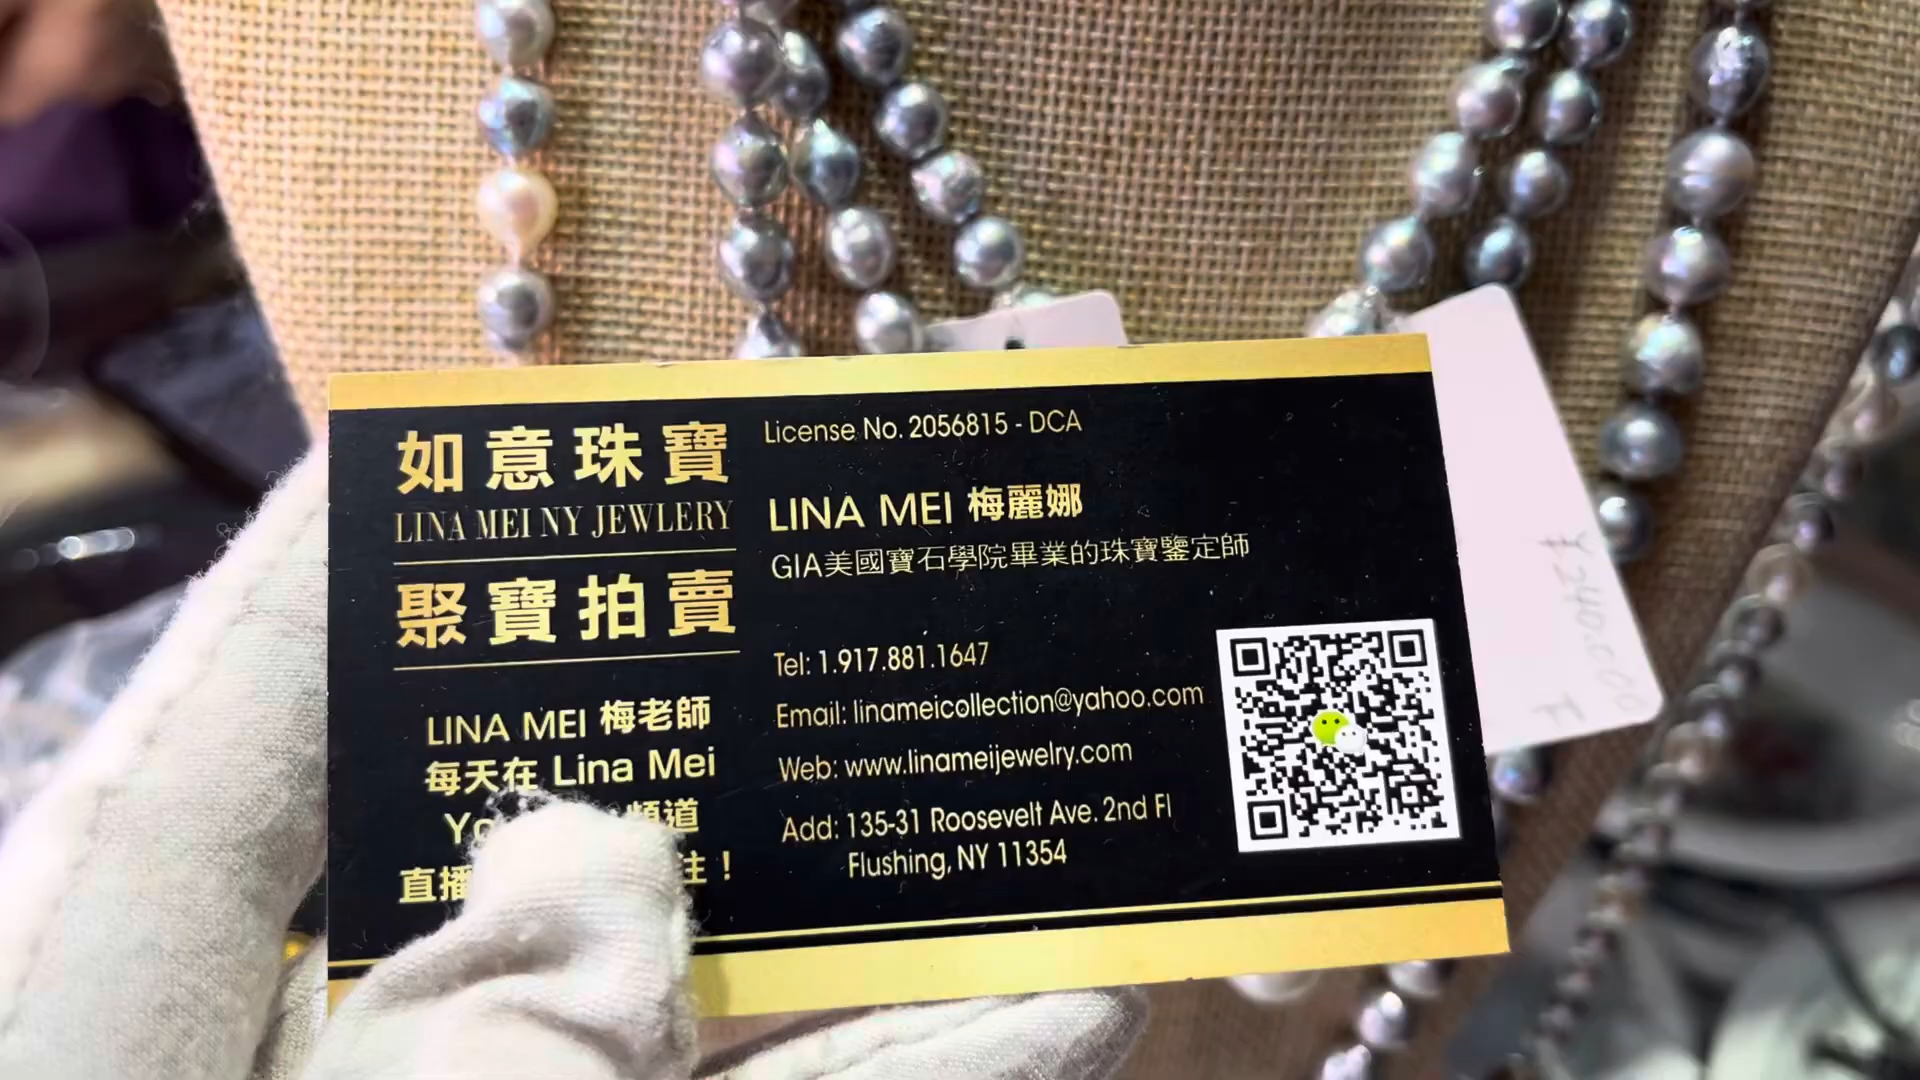 如意珠寶
LINA MEI NY JEWLERY
聚寶拍賣
LINA MEI 梅老師
每天在 Lina Mei
頻道
直播
注！
License No. 2056815 - DCA
LINA MEI 梅麗娜
GIA美國寶石學院畢業的珠寶鑒定師
Tel: 1.917.881.1647
Email: linameicollection@yahoo.com
Web: www.linameijewelry.com
Add: 135-31 Roosevelt Ave. 2nd Fl
Flushing, NY 11354